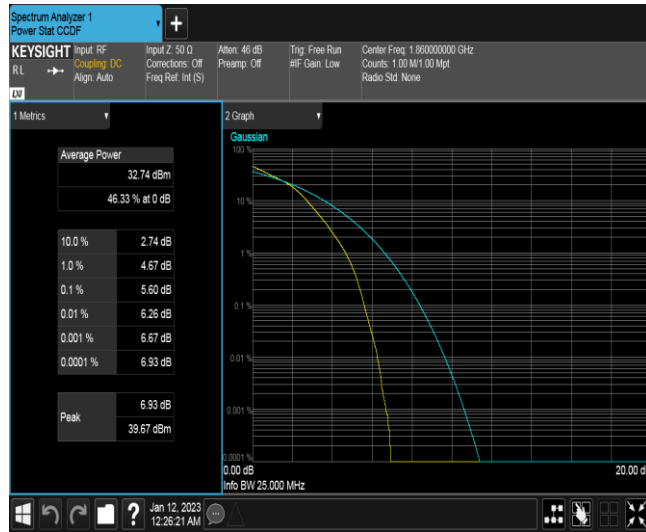 Spectrum Analyzer 1
Power Stat CCDF
+
KEYSIGHT
RL
LXI
Input: RF
Coupling: DC
Align: Auto
Input Z: 50 Ω
Corrections: Off
Freq Ref: Int (S)
Atten: 46 dB
Preamp: Off
Trig: Free Run
#IF Gain: Low
Center Freq: 1.860000000 GHz
Counts: 1.00 M/1.00 Mpt
Radio Std: None
1 Metrics
Average Power
32.74 dBm
46.33 % at 0 dB
10.0 % 2.74 dB
1.0 % 4.67 dB
0.1 % 5.60 dB
0.01 % 6.26 dB
0.001 % 6.67 dB
0.0001 % 6.93 dB
Peak
6.93 dB
39.67 dBm
2 Graph
Gaussian
100 %
10 %
1 %
0.1 %
0.01 %
0.001 %
0.0001 %
0.00 dB 20.00 d
Info BW 25.000 MHz
?
Jan 12, 2023
12:26:21 AM